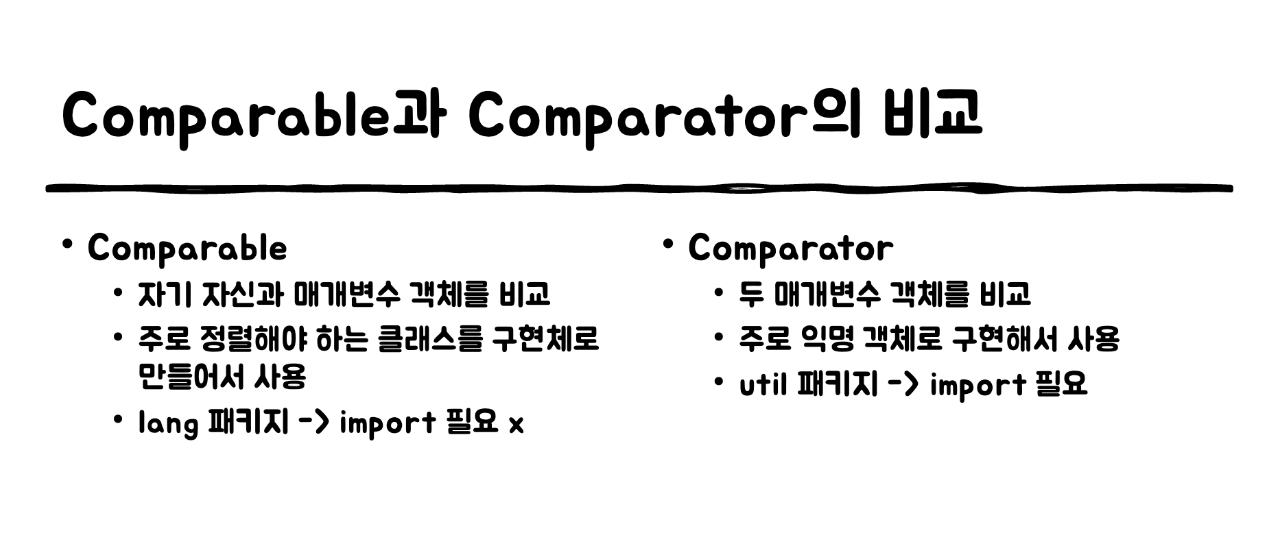 Comparable과 Comparator의 비교
• Comparable
• 자기 자신과 매개변수 객체를 비교
• 주로 정렬해야 하는 클래스를 구현체로
만들어서 사용
• lang 패키지 -> import 필요 x
• Comparator
• 두 매개변수 객체를 비교
• 주로 익명 객체로 구현해서 사용
• util 패키지 -> import 필요